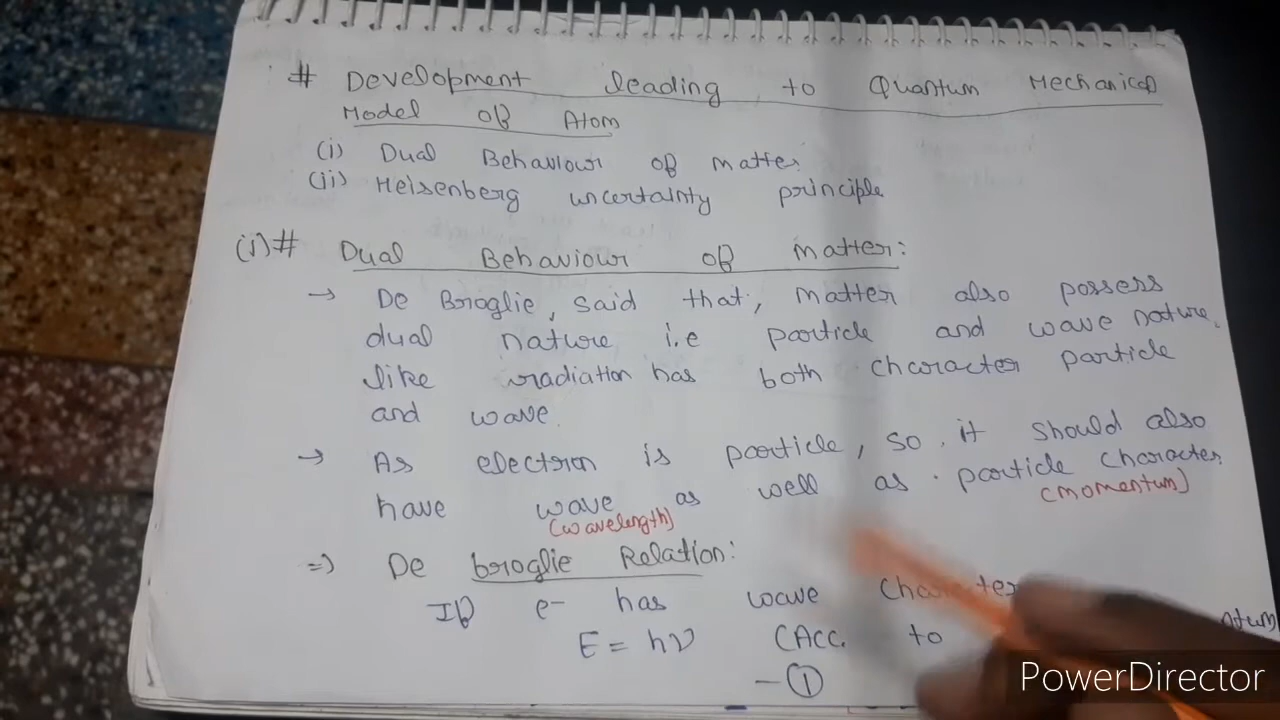 # Development leading to Quantum Mechanical
Model of Atom
(i) Dual Behaviour of matter
(ii) Heisenberg uncertainty principle
(i) # Dual Behaviour of matter:
→ De Broglie, said that, matter also possess
dual nature i.e particle and wave nature.
like radiation has both character particle
and wave.
→ As electron is particle, so it should also
have wave as well as particle character
(wavelength) (momentum)
=) De broglie Relation:
If e- has wave character
E = hν (Acc. to
- ①
PowerDirector